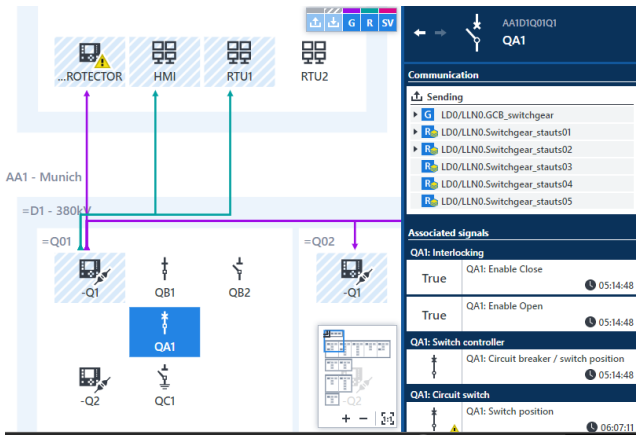 G R SV
...ROTECTOR HMI RTU1 RTU2
AA1 - Munich
=D1 - 380kV
=Q01
=Q02
-Q1 QB1 QB2 -Q1
QA1
-Q2 QC1 -Q2
+ − 1:1
AA1D1Q01Q1
QA1
Communication
Sending
G LD0/LLN0.GCB_switchgear
R LD0/LLN0.Switchgear_stauts01
R LD0/LLN0.Switchgear_stauts02
R LD0/LLN0.Switchgear_stauts03
R LD0/LLN0.Switchgear_stauts04
R LD0/LLN0.Switchgear_stauts05
Associated signals
QA1: Interlocking
True QA1: Enable Close
05:14:48
True QA1: Enable Open
05:14:48
QA1: Switch controller
QA1: Circuit breaker / switch position
05:14:48
QA1: Circuit switch
QA1: Switch position
06:07:11